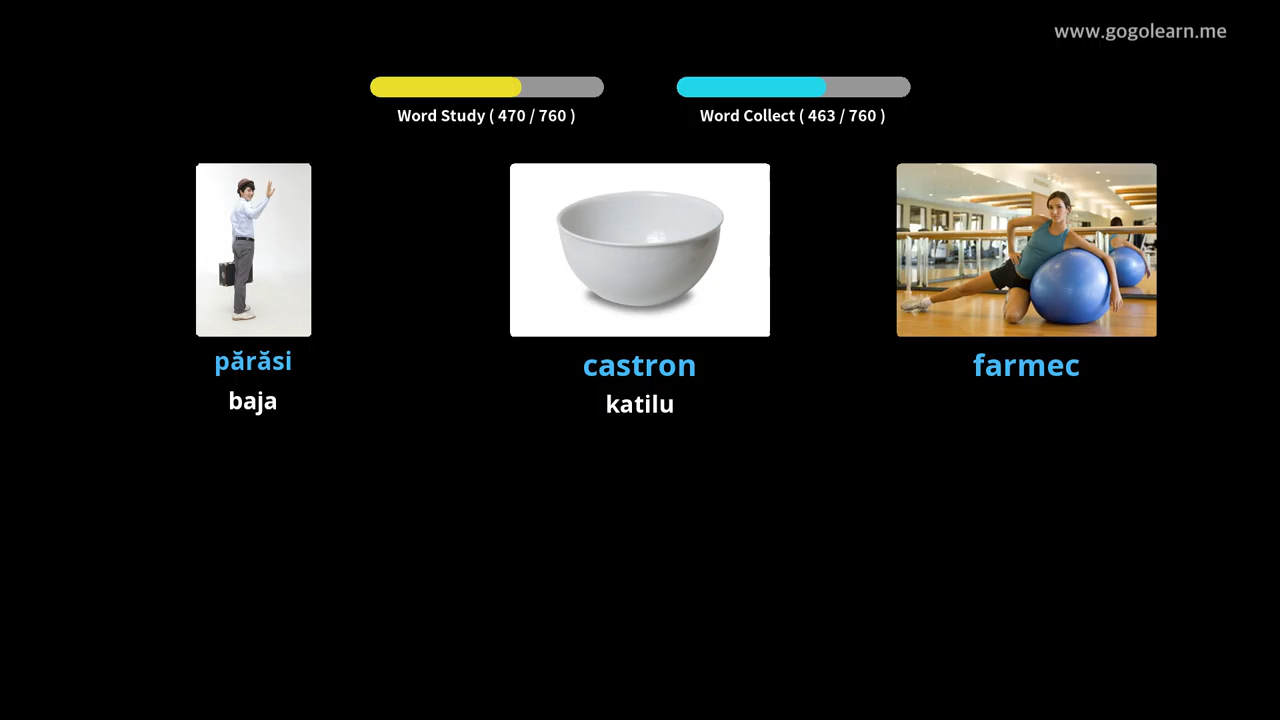 www.gogolearn.me
Word Study ( 470 / 760 )
Word Collect ( 463 / 760 )
părăsi
baja
castron
katilu
farmec